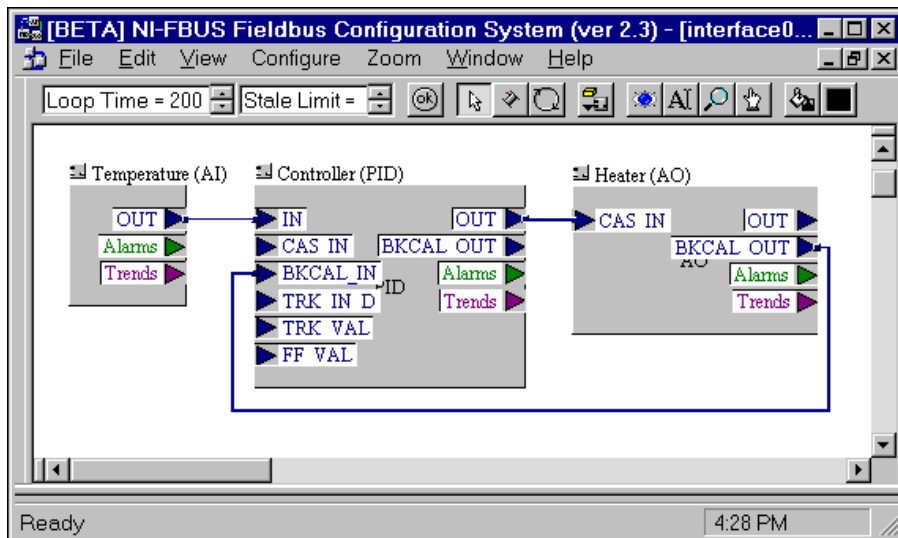 [BETA] NI-FBUS Fieldbus Configuration System (ver 2.3) - [interface0...
File Edit View Configure Zoom Window Help
Loop Time = 200 Stale Limit = ok AI
Temperature (AI) Controller (PID) Heater (AO)
OUT IN OUT CAS IN OUT
Alarms CAS IN BKCAL OUT BKCAL OUT
Trends BKCAL_IN Alarms AO Alarms
PID
TRK IN D Trends Trends
TRK VAL
FF VAL
Ready 4:28 PM